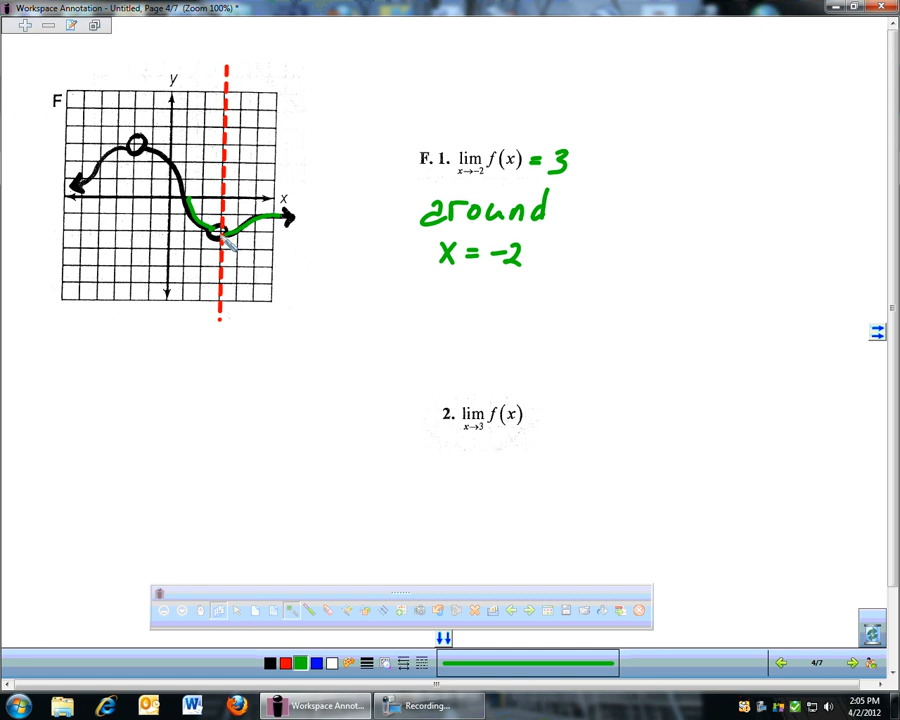 Workspace Annotation - Untitled, Page 4/7 (Zoom 100%) *
y
F
x
F. 1. lim f(x) = 3
x→-2
around
x = -2
2. lim f(x)
x→3
4/7
Workspace Annot...
Recording...
2:05 PM
4/2/2012